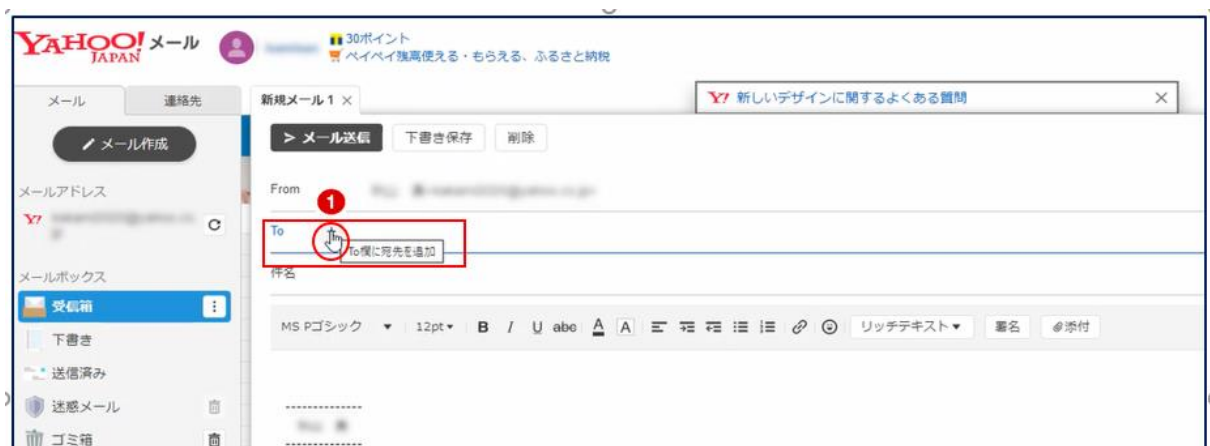 YAHOO! メール
JAPAN
30ポイント
ペイペイ残高使える・もらえる、ふるさと納税
メール
連絡先
新規メール1 ×
Y? 新しいデザインに関するよくある質問 ×
メール作成
> メール送信
下書き保存
削除
メールアドレス
From
1
Y?
To
To欄に宛先を追加
件名
メールボックス
受信箱
MS Pゴシック
12pt
B I U abc A A
リッチテキスト
署名
添付
下書き
送信済み
迷惑メール
--------------
ゴミ箱
--------------